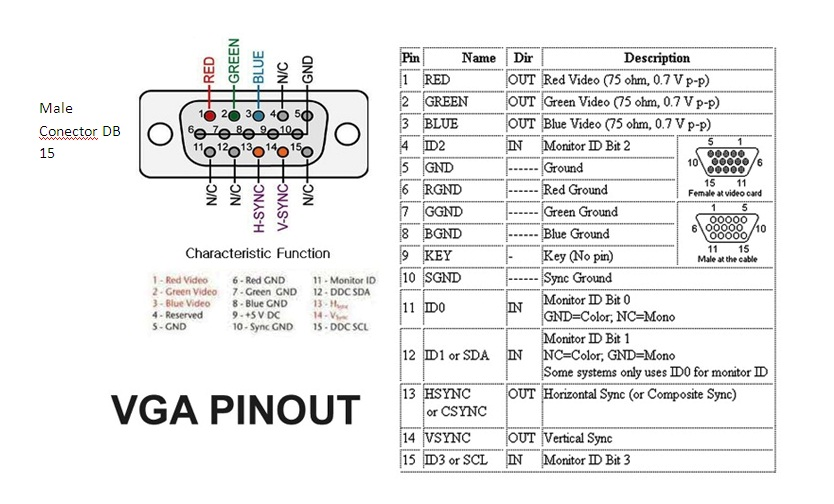 RED
GREEN
BLUE
N/C
GND
Male
Conector DB
15
1 2 3 4 5
6 7 8 9 10
11 12 13 14 15
N/C
N/C
H-SYNC
V-SYNC
N/C
Characteristic Function
1 - Red Video 6 - Red GND 11 - Monitor ID
2 - Green Video 7 - Green GND 12 - DDC SDA
3 - Blue Video 8 - Blue GND 13 - HSync
4 - Reserved 9 - +5 V DC 14 - VSync
5 - GND 10 - Sync GND 15 - DDC SCL
VGA PINOUT
Pin Name Dir Description
1 RED OUT Red Video (75 ohm, 0.7 V p-p)
2 GREEN OUT Green Video (75 ohm, 0.7 V p-p)
3 BLUE OUT Blue Video (75 ohm, 0.7 V p-p)
4 ID2 IN Monitor ID Bit 2
5 GND ------ Ground
6 RGND ------ Red Ground
7 GGND ------ Green Ground
8 BGND ------ Blue Ground
9 KEY - Key (No pin)
10 SGND ------ Sync Ground
11 ID0 IN Monitor ID Bit 0
GND=Color; NC=Mono
12 ID1 or SDA IN Monitor ID Bit 1
NC=Color; GND=Mono
Some systems only uses ID0 for monitor ID
13 HSYNC OUT Horizontal Sync (or Composite Sync)
or CSYNC
14 VSYNC OUT Vertical Sync
15 ID3 or SCL IN Monitor ID Bit 3
5 1
10 6
15 11
Female at video card
1 5
6 10
11 15
Male at the cable